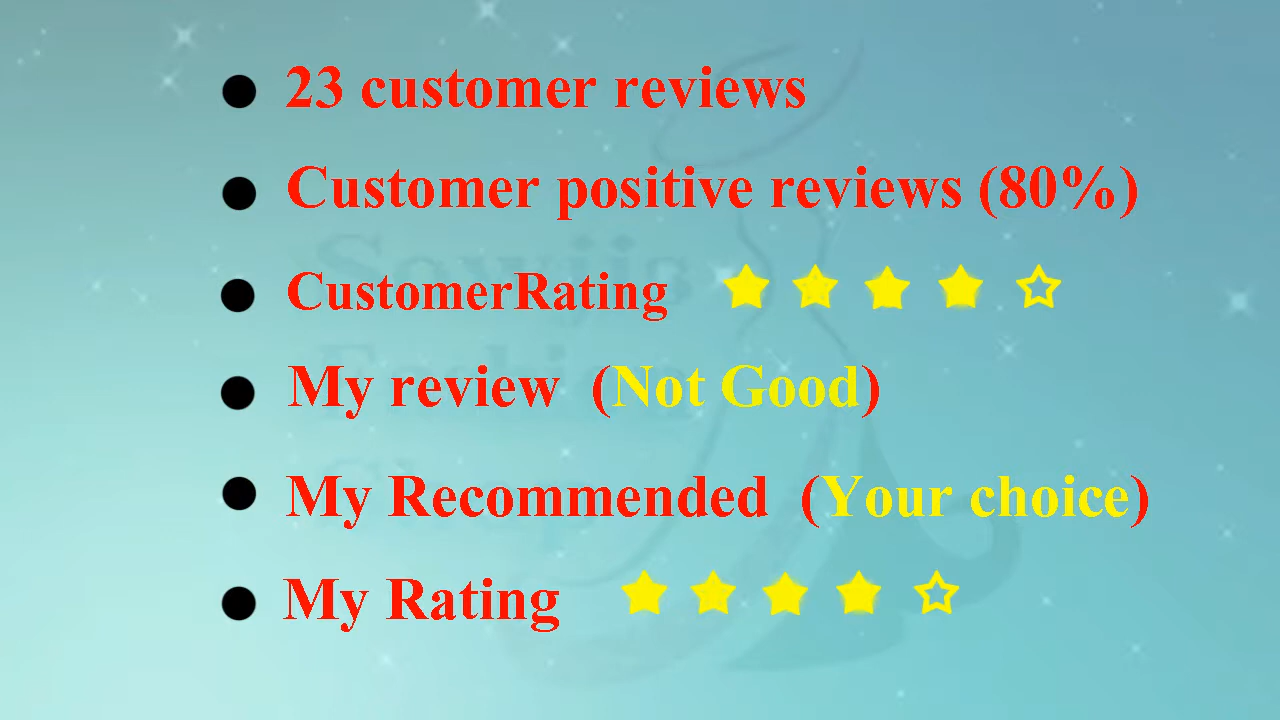 23 customer reviews
Customer positive reviews (80%)
CustomerRating
My review (Not Good)
My Recommended (Your choice)
My Rating